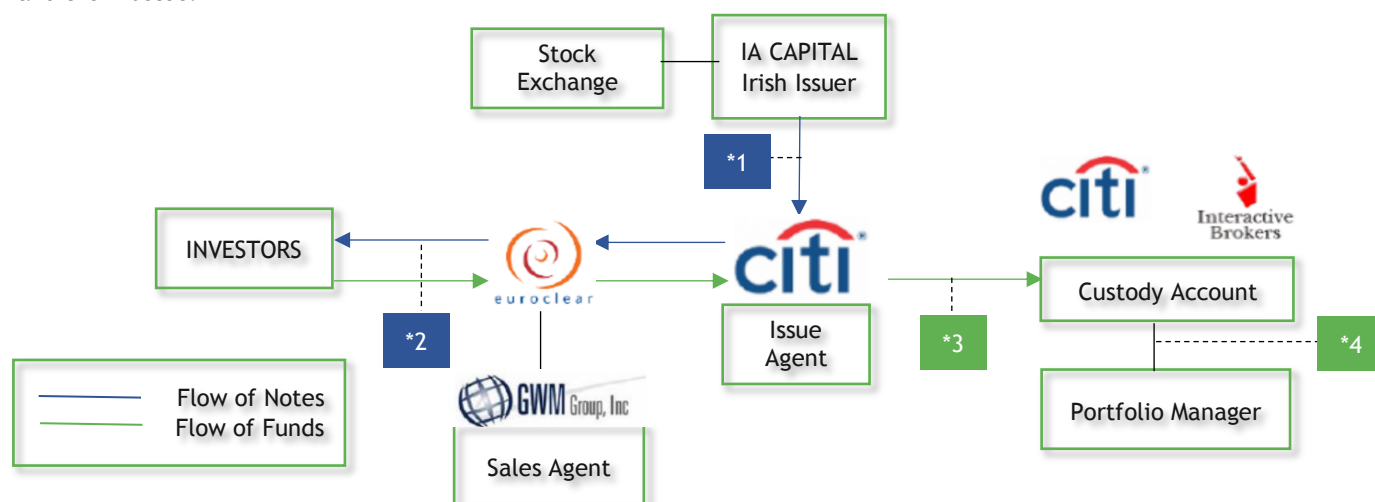 Stock
Exchange
IA CAPITAL
Irish Issuer
*1
citi
Interactive
Brokers
INVESTORS
euroclear
citi
Custody Account
*2
Issue
Agent
*3
*4
Flow of Notes
Flow of Funds
GWM Group, Inc
Sales Agent
Portfolio Manager